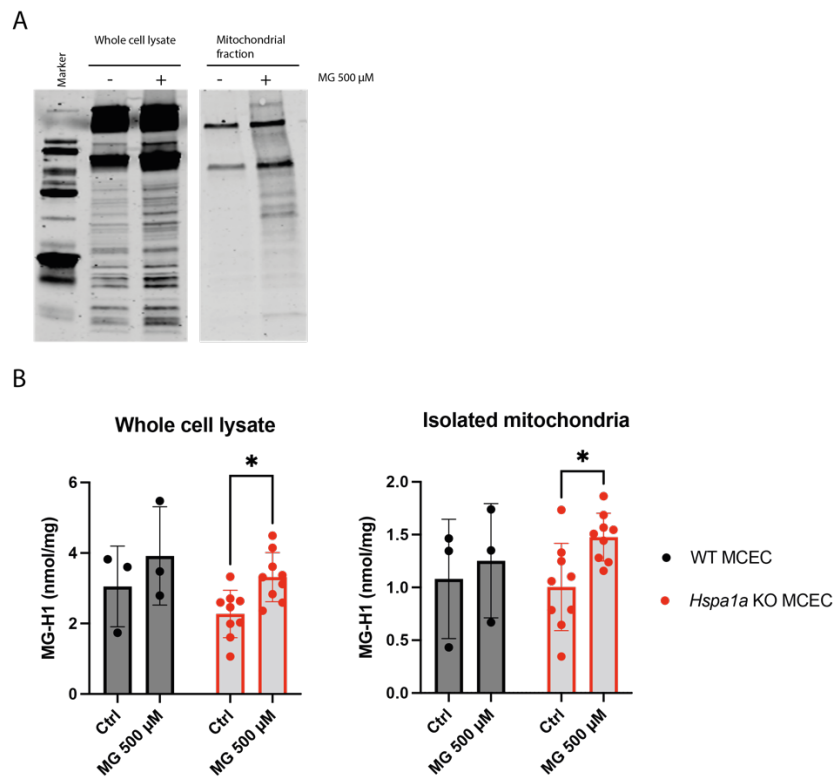 A
Marker
Whole cell lysate
Mitochondrial
fraction
- + - + MG 500 µM
B
Whole cell lysate
MG-H1 (nmol/mg)
6
4
2
0
*
Ctrl
MG 500 µM
Ctrl
MG 500 µM
Isolated mitochondria
MG-H1 (nmol/mg)
2.0
1.5
1.0
0.5
0.0
*
Ctrl
MG 500 µM
Ctrl
MG 500 µM
WT MCEC
Hspa1a KO MCEC